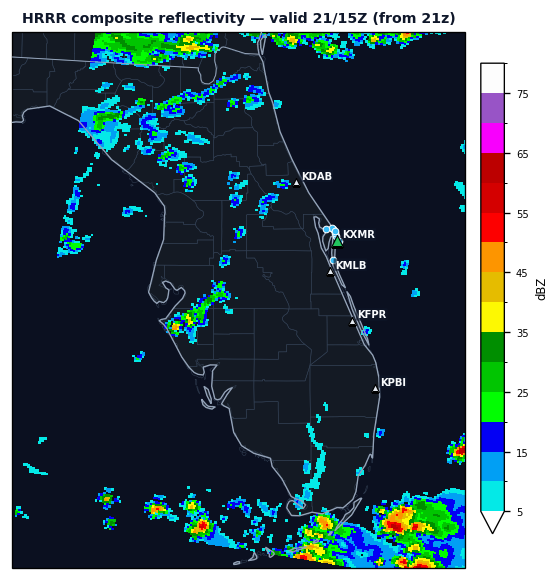 HRRR composite reflectivity — valid 21/15Z (from 21z)
KDAB
KXMR
KMLB
KFPR
KPBI
75
65
55
45
35
25
15
5
dBZ